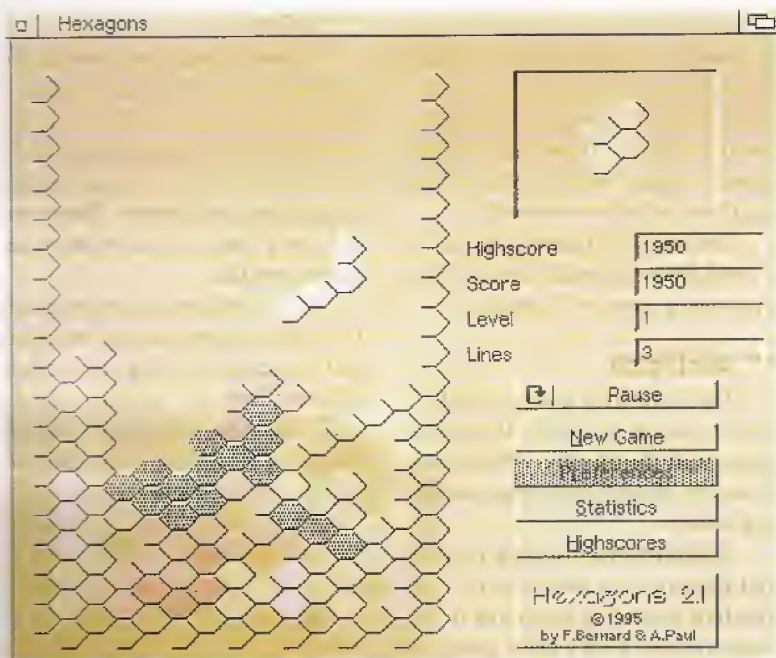 Hexagons
Highscore 1950
Score 1950
Level 1
Lines 3
Pause
New Game
Preferences
Statistics
Highscores
Hexagons 2.1
©1995
by F.Bernard & A.Paul